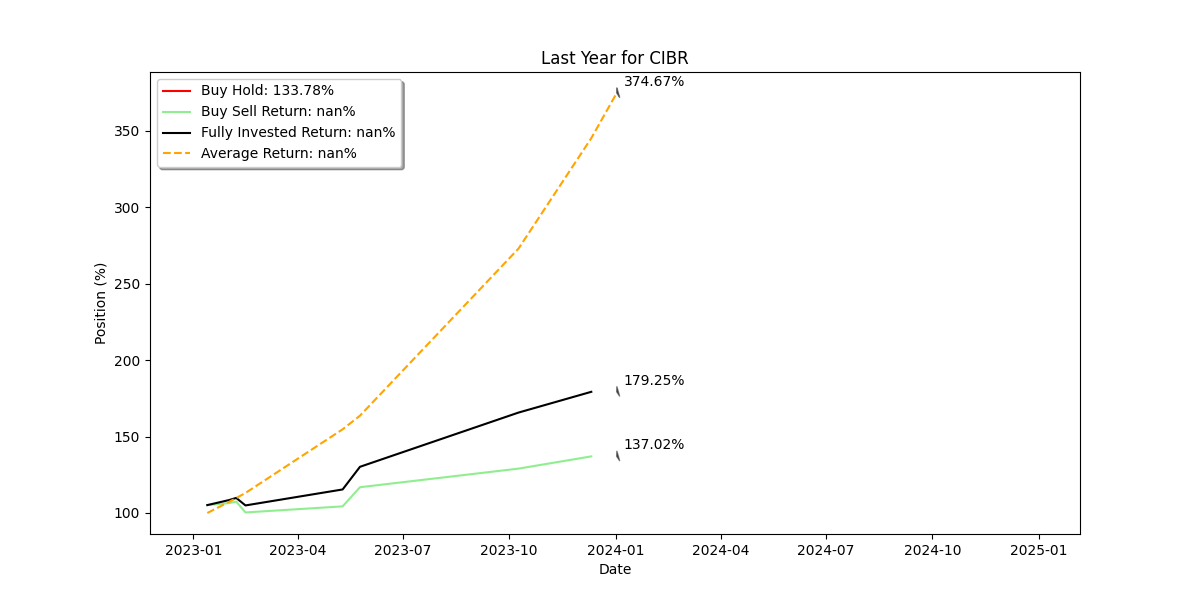 Last Year for CIBR
374.67%
Buy Hold: 133.78%
Buy Sell Return: nan%
Fully Invested Return: nan%
Average Return: nan%
350
300
250
200
150
100
Position (%)
179.25%
137.02%
2023-01 2023-04 2023-07 2023-10 2024-01 2024-04 2024-07 2024-10 2025-01
Date